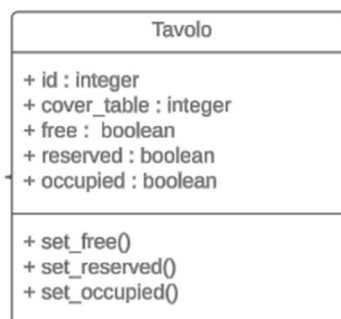 Tavolo
+ id : integer
+ cover_table : integer
+ free : boolean
+ reserved : boolean
+ occupied : boolean
+ set_free()
+ set_reserved()
+ set_occupied()